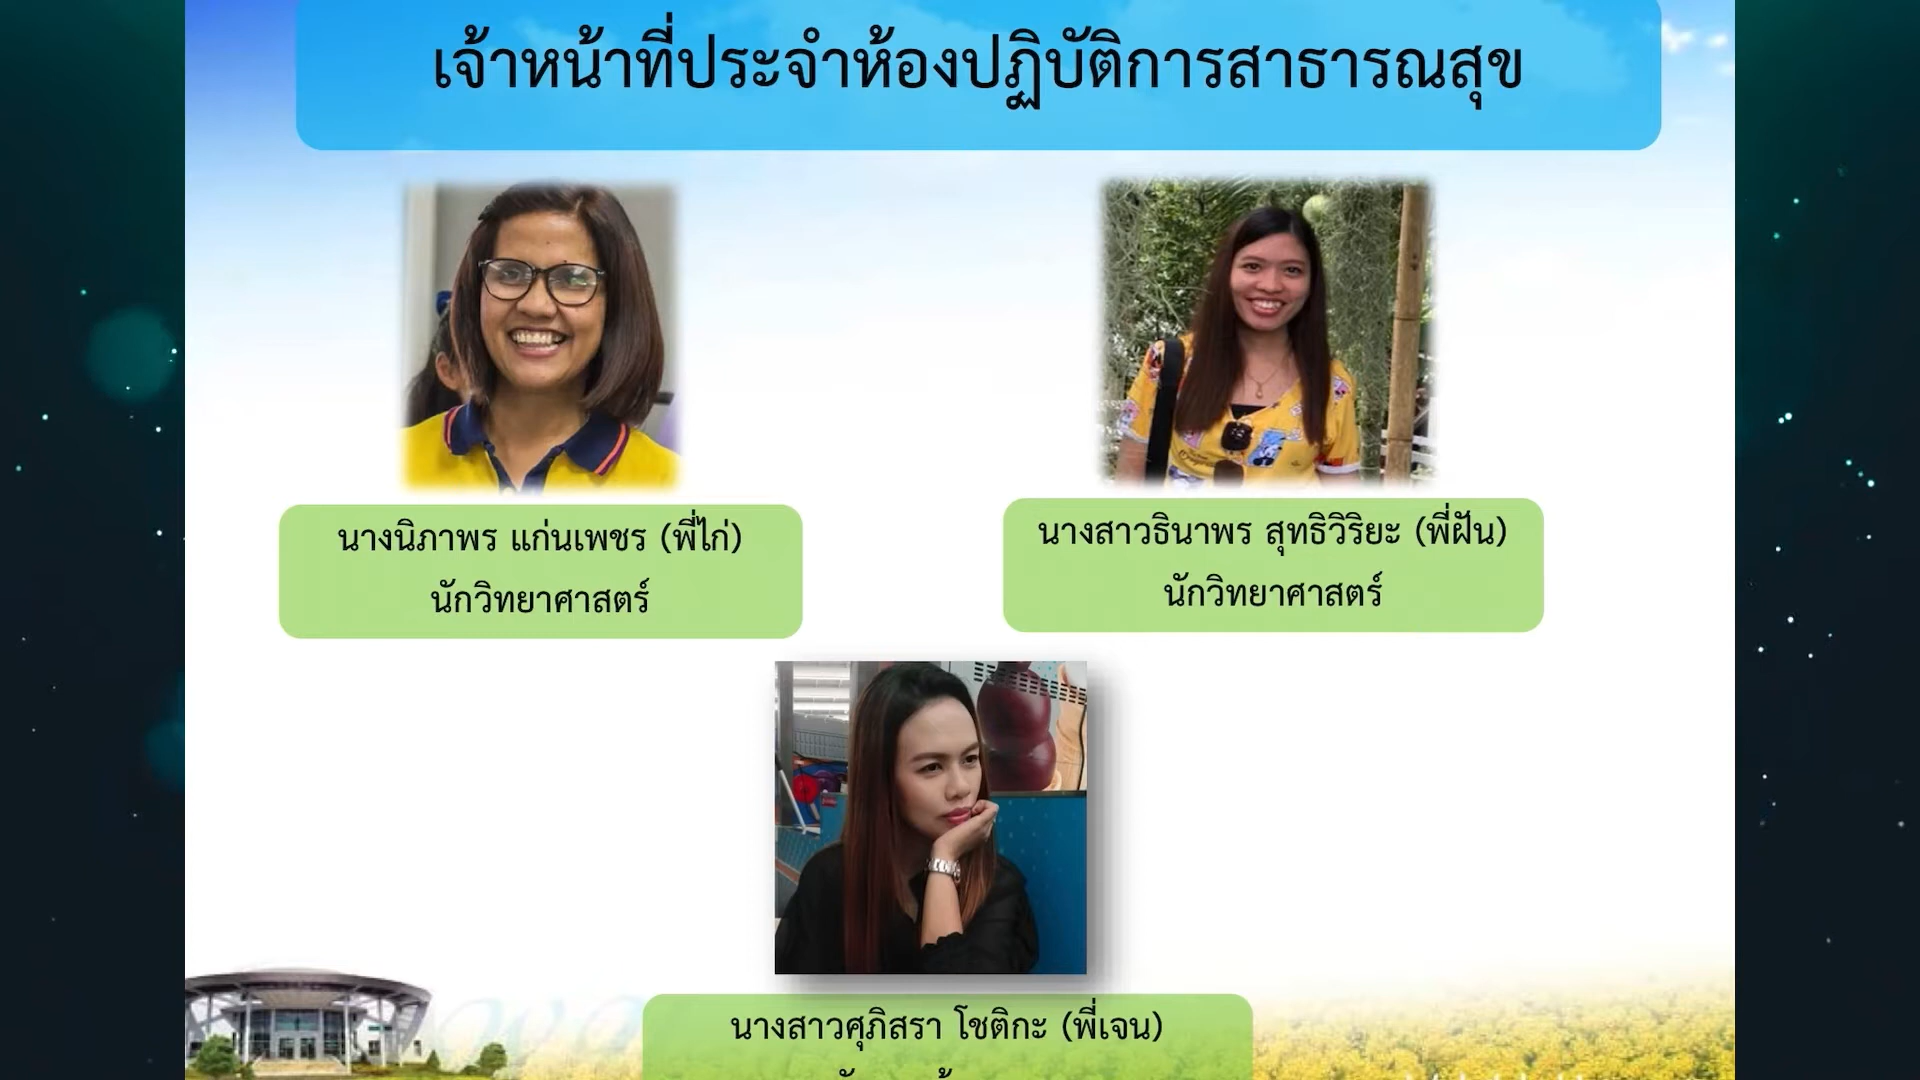 เจ้าหน้าที่ประจำห้องปฏิบัติการสาธารณสุข
นางนิภาพร แก่นเพชร (พี่ไก่)
นักวิทยาศาสตร์
นางสาวธินาพร สุทธิวิริยะ (พี่ฝัน)
นักวิทยาศาสตร์
นางสาวศุภิสรา โชติกะ (พี่เจน)